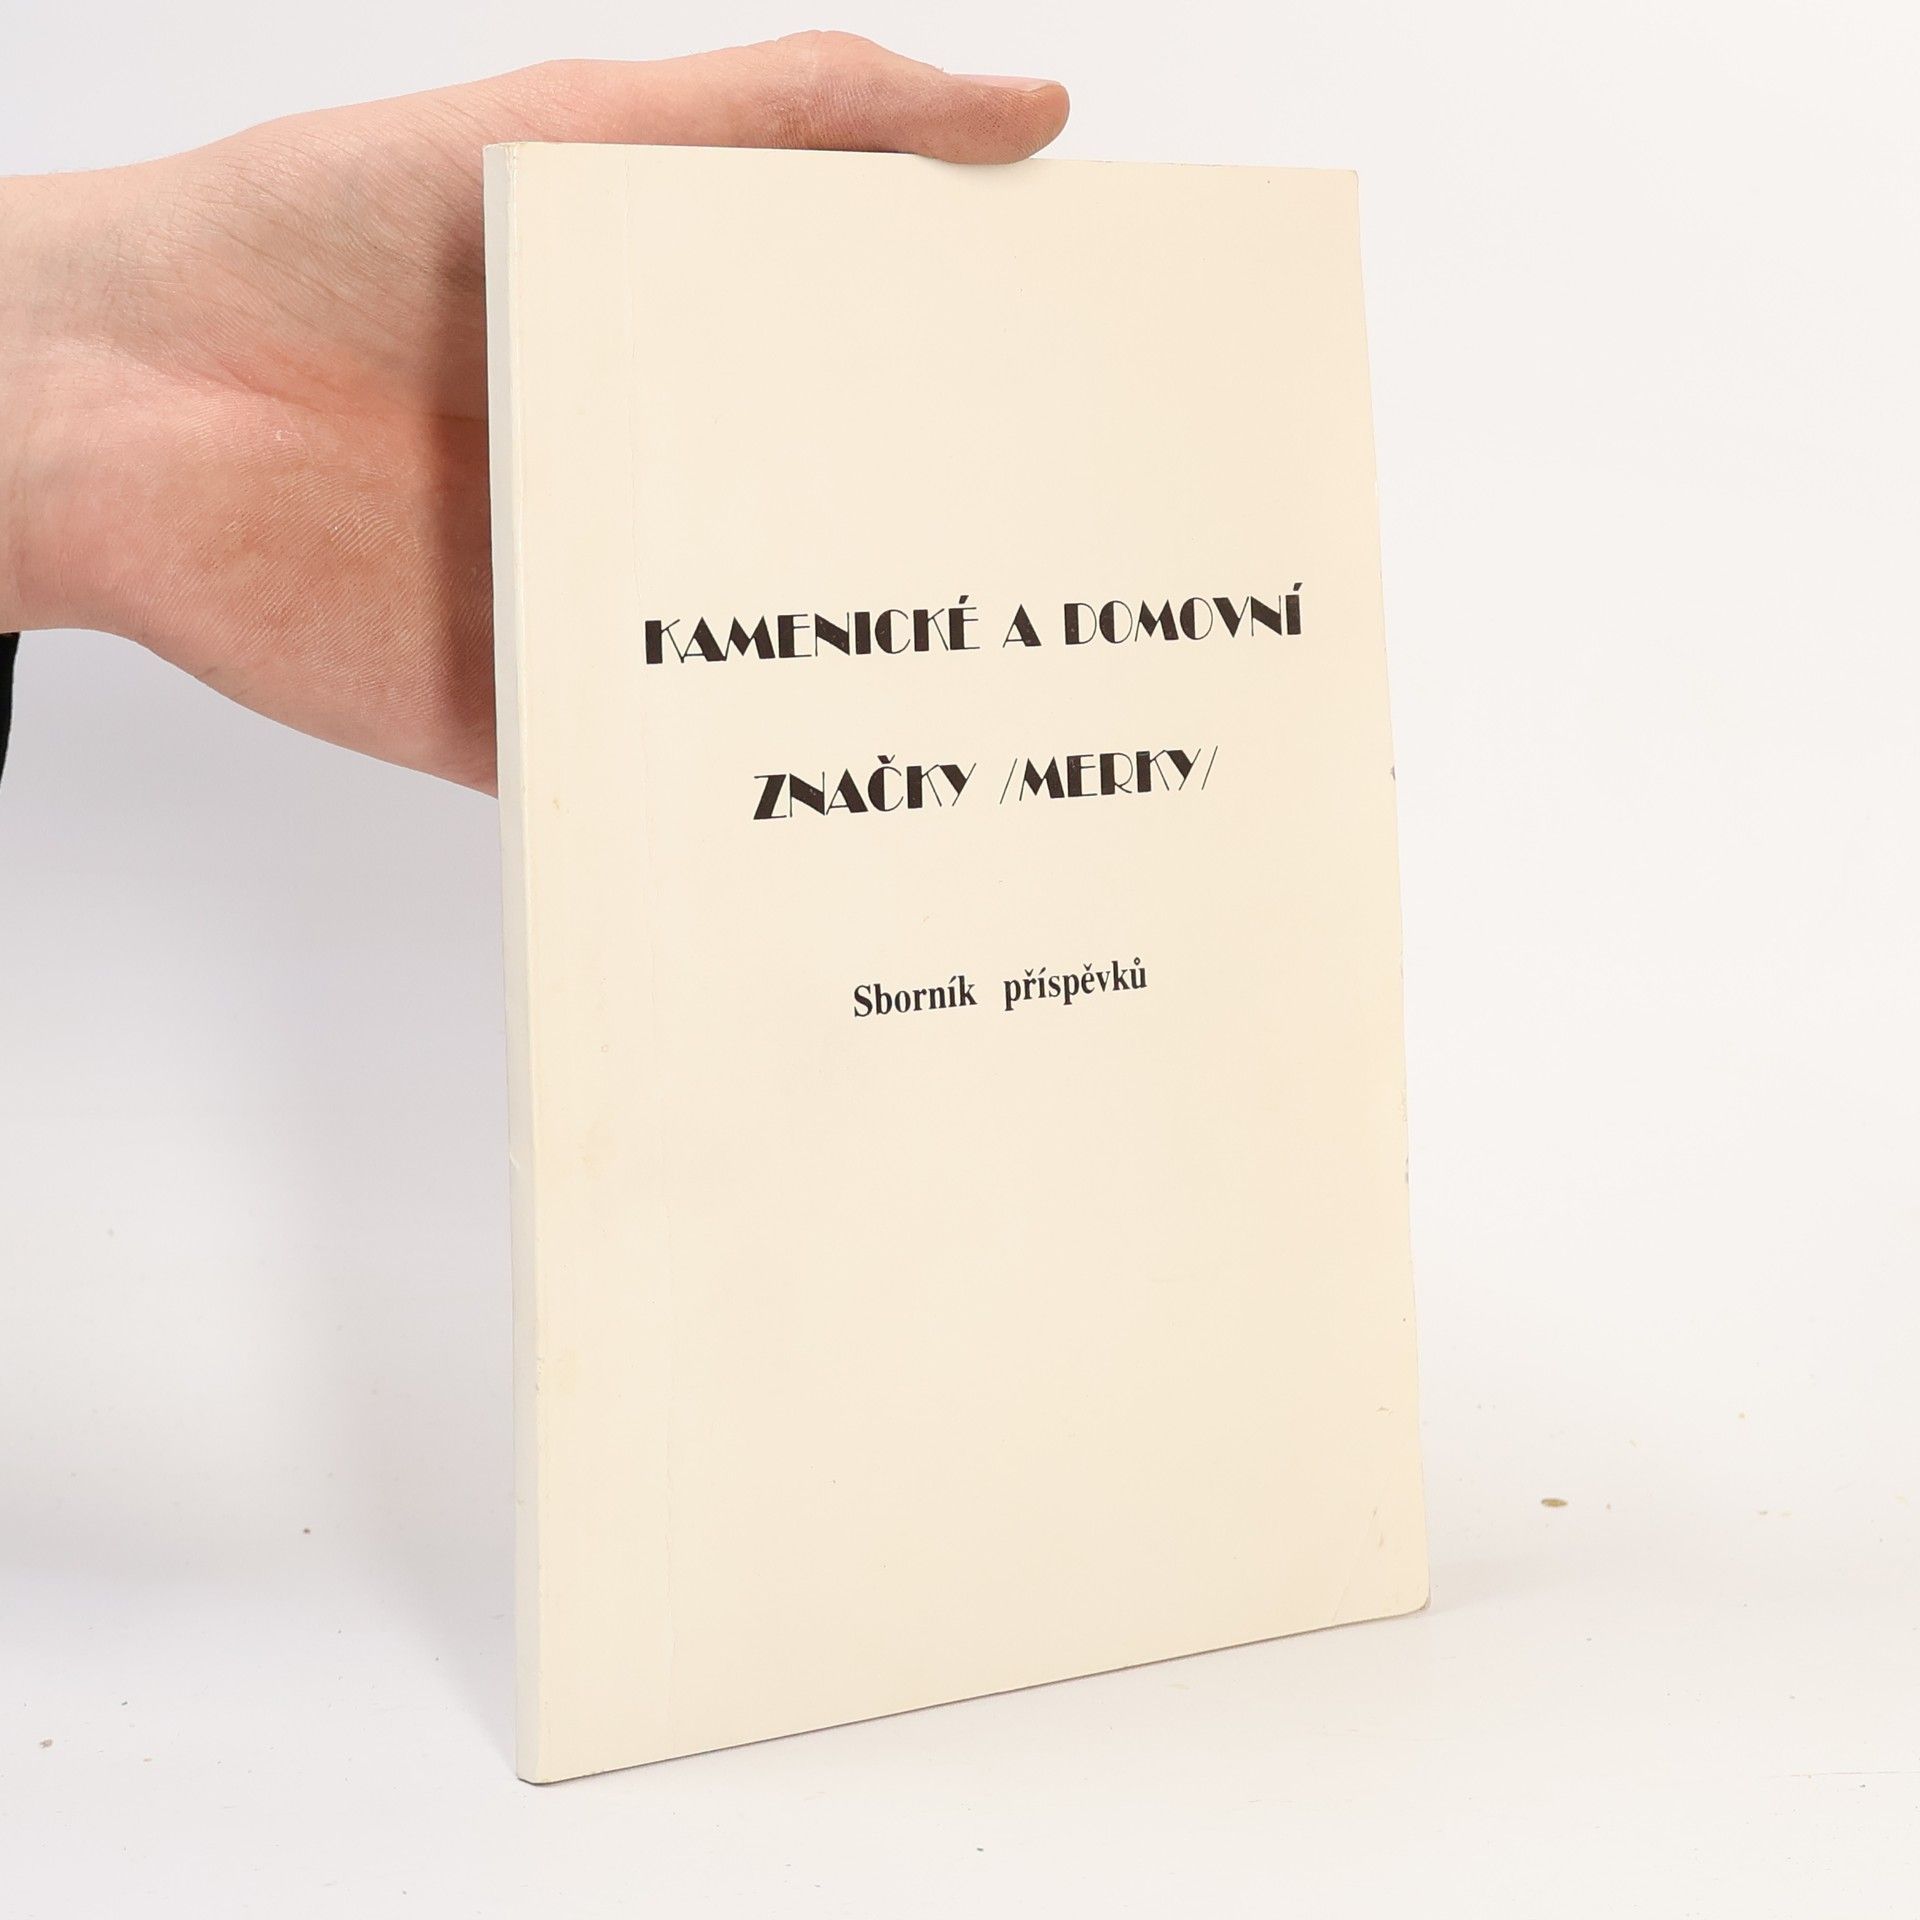 KAMENICKÉ A DOMOVNÍ
ZNAČKY /MERKY/
Sborník příspěvků